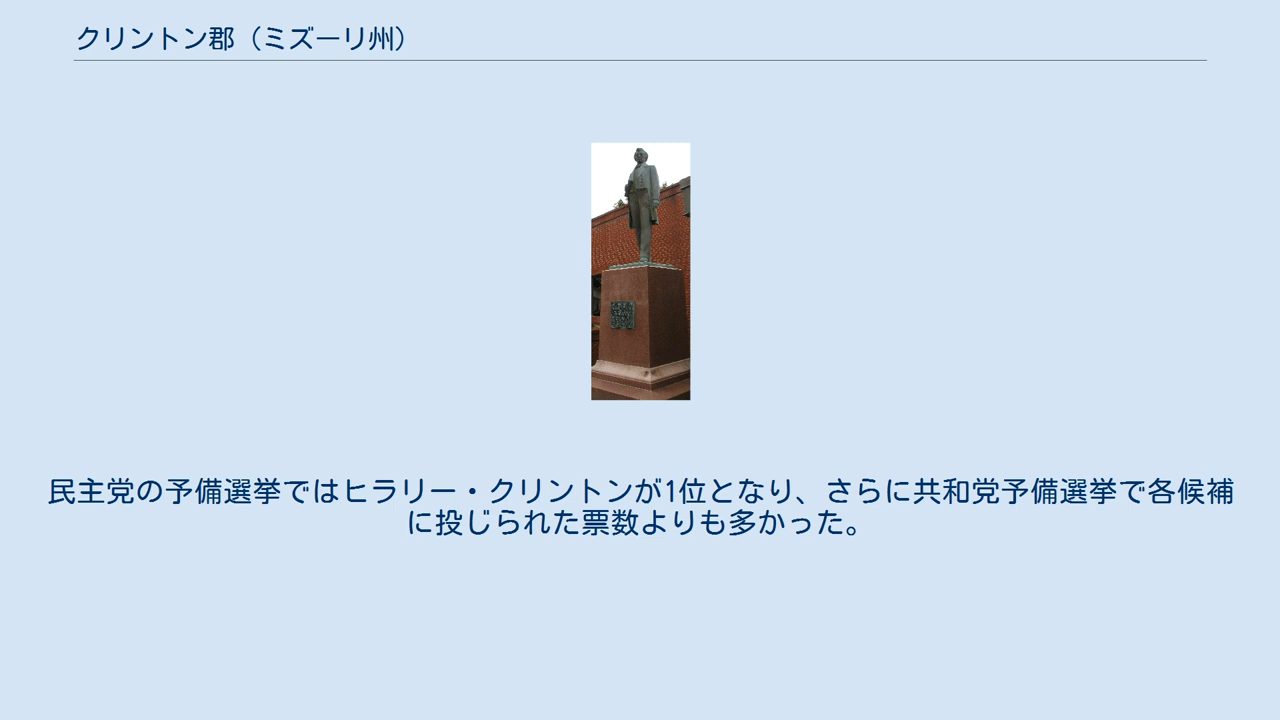 クリントン郡（ミズーリ州）
民主党の予備選挙ではヒラリー・クリントンが1位となり、さらに共和党予備選挙で各候補
に投じられた票数よりも多かった。